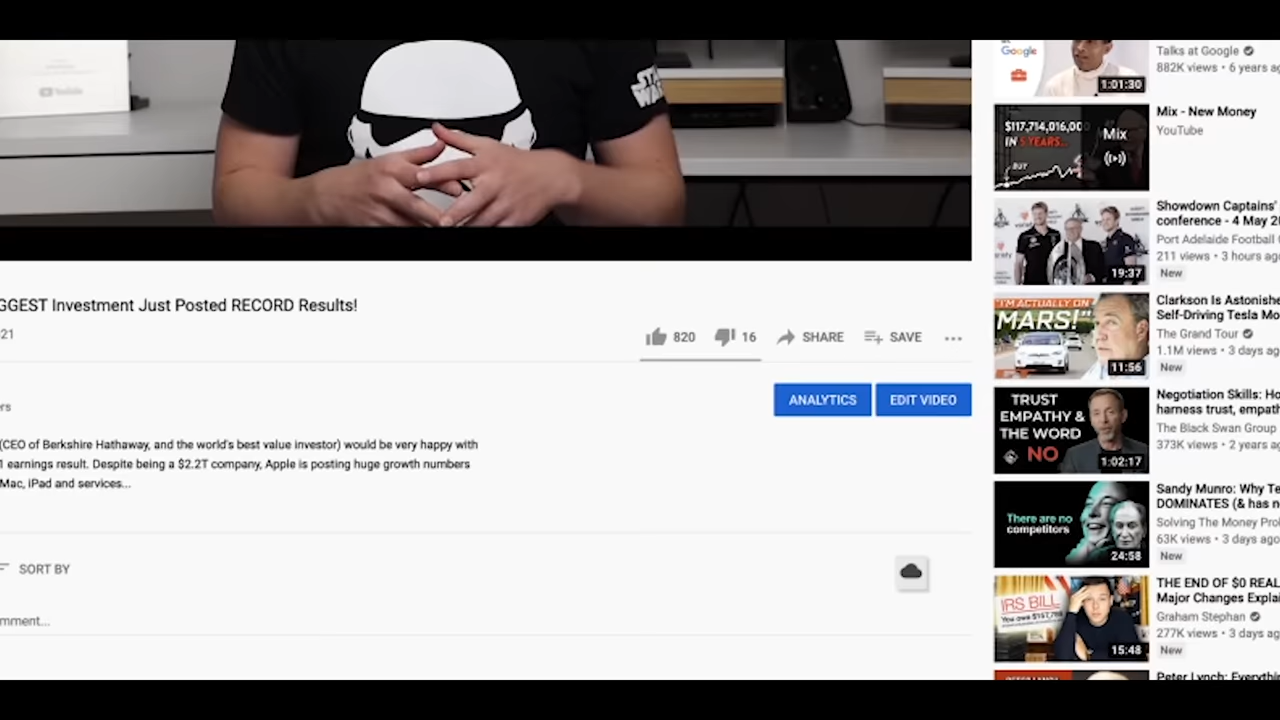 STAR
WARS
GGEST Investment Just Posted RECORD Results!
21
820
16
SHARE
SAVE
ANALYTICS
EDIT VIDEO
rs
(CEO of Berkshire Hathaway, and the world's best value investor) would be very happy with
1 earnings result. Despite being a $2.2T company, Apple is posting huge growth numbers
Mac, iPad and services...
SORT BY
mment...
Google
1:01:30
Talks at Google
882K views • 6 years ag
$117,714,016,00
IN 5 YEARS...
BUY
Mix
Mix - New Money
YouTube
19:37
Showdown Captains'
conference - 4 May 2
Port Adelaide Football
211 views • 3 hours ag
New
"I'M ACTUALLY ON
MARS!"
11:56
Clarkson Is Astonishe
Self-Driving Tesla Mo
The Grand Tour
1.1M views • 3 days ag
New
TRUST
EMPATHY &
THE WORD
NO
1:02:17
Negotiation Skills: Ho
harness trust, empat
The Black Swan Group
373K views • 2 years ag
There are no
competitors
24:58
Sandy Munro: Why Te
DOMINATES (& has n
Solving The Money Pro
63K views • 3 days ago
New
IRS BILL
You owe
15:48
THE END OF $0 REAL
Major Changes Explai
Graham Stephan
277K views • 3 days ag
New
Peter Lynch: Everythin